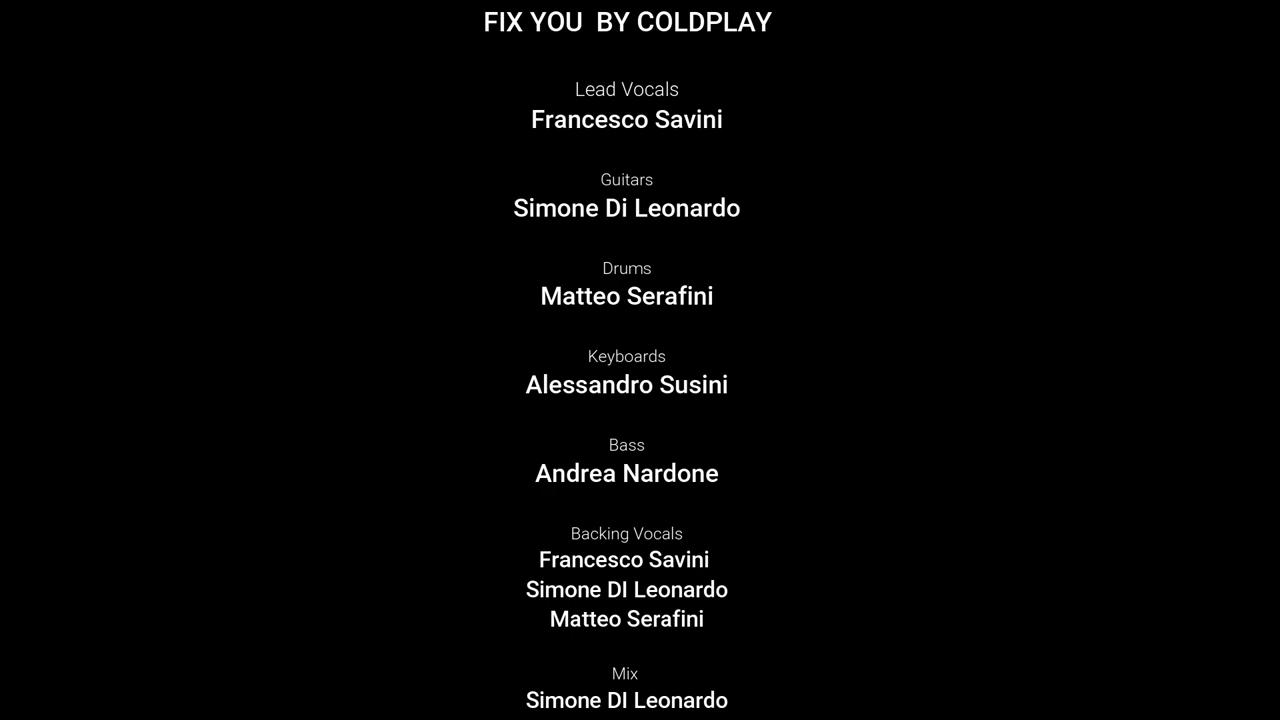 FIX YOU  BY COLDPLAY
Lead Vocals
Francesco Savini
Guitars
Simone Di Leonardo
Drums
Matteo Serafini
Keyboards
Alessandro Susini
Bass
Andrea Nardone
Backing Vocals
Francesco Savini
Simone DI Leonardo
Matteo Serafini
Mix
Simone DI Leonardo